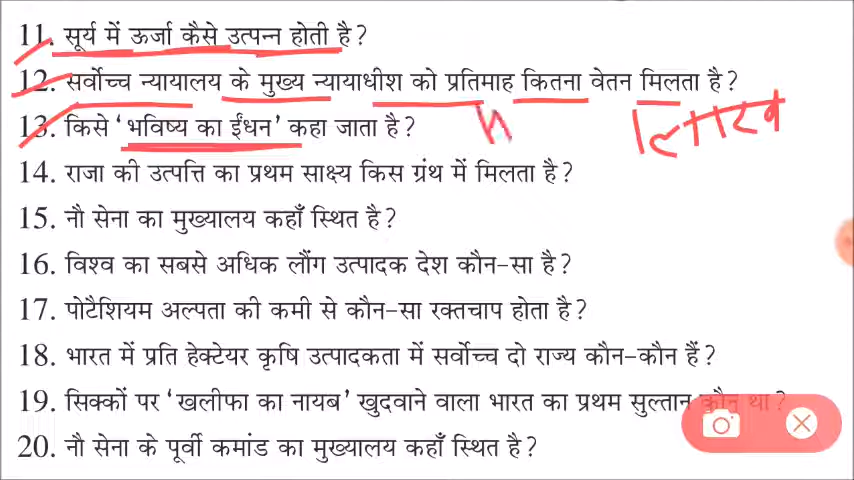 11. सूर्य में ऊर्जा कैसे उत्पन्न होती है?
12. सर्वोच्च न्यायालय के मुख्य न्यायाधीश को प्रतिमाह कितना वेतन मिलता है?
13. किसे 'भविष्य का ईंधन' कहा जाता है?
14. राजा की उत्पत्ति का प्रथम साक्ष्य किस ग्रंथ में मिलता है?
15. नौ सेना का मुख्यालय कहाँ स्थित है?
16. विश्व का सबसे अधिक लौंग उत्पादक देश कौन-सा है?
17. पोटैशियम अल्पता की कमी से कौन-सा रक्तचाप होता है?
18. भारत में प्रति हेक्टेयर कृषि उत्पादकता में सर्वोच्च दो राज्य कौन-कौन हैं?
19. सिक्कों पर 'खलीफा का नायब' खुदवाने वाला भारत का प्रथम सुल्तान कौन था?
20. नौ सेना के पूर्वी कमांड का मुख्यालय कहाँ स्थित है?